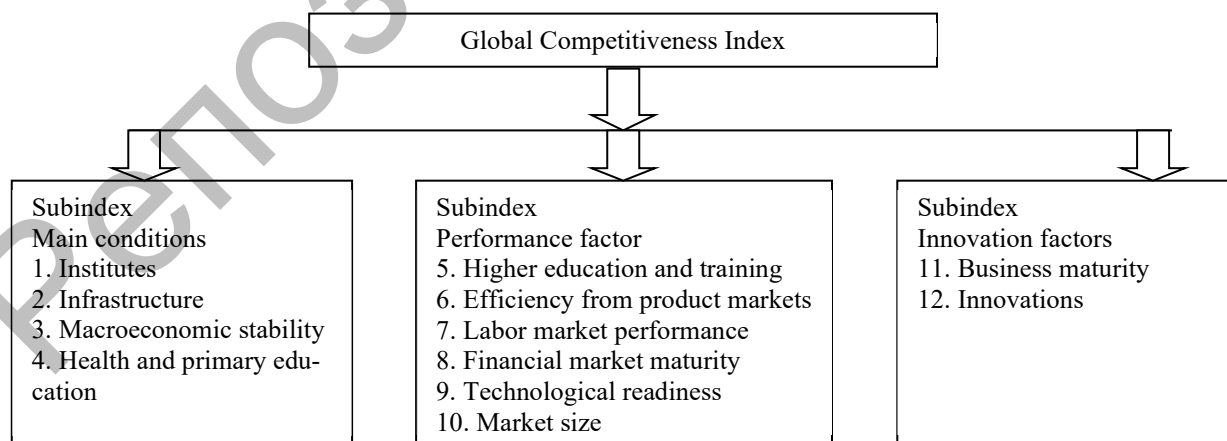 Global Competitiveness Index
Subindex
Main conditions
1. Institutes
2. Infrastructure
3. Macroeconomic stability
4. Health and primary edu-
cation
Subindex
Performance factor
5. Higher education and training
6. Efficiency from product markets
7. Labor market performance
8. Financial market maturity
9. Technological readiness
10. Market size
Subindex
Innovation factors
11. Business maturity
12. Innovations
Репоз